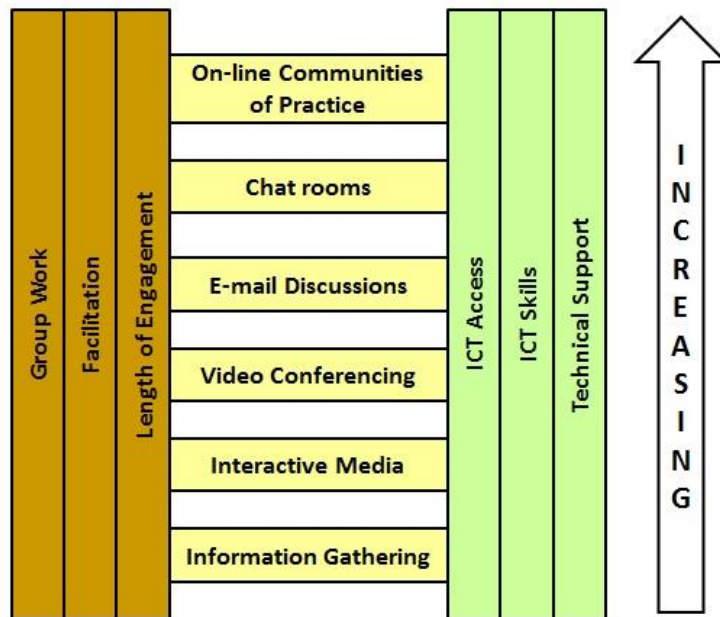 Group Work
Facilitation
Length of Engagement
On-line Communities
of Practice
Chat rooms
E-mail Discussions
Video Conferencing
Interactive Media
Information Gathering
ICT Access
ICT Skills
Technical Support
INCREASING